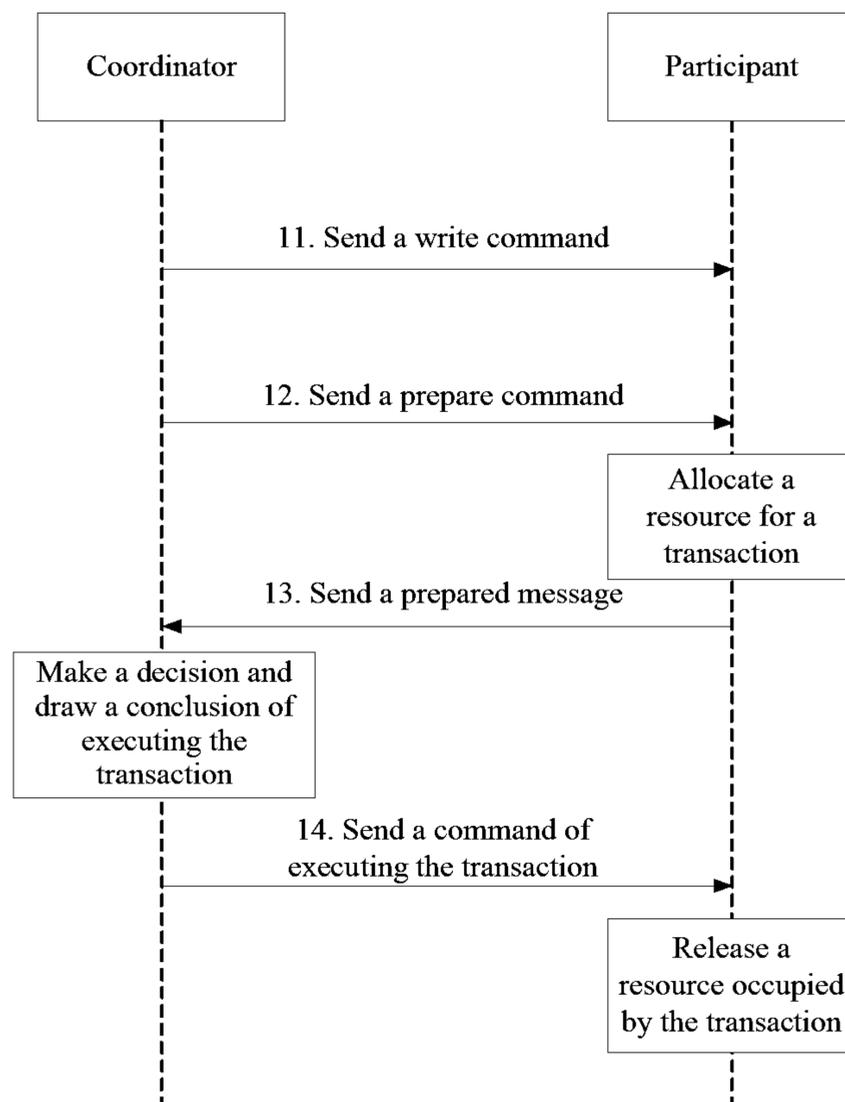 Coordinator
Participant
11. Send a write command
12. Send a prepare command
Allocate a
resource for a
transaction
13. Send a prepared message
Make a decision and
draw a conclusion of
executing the
transaction
14. Send a command of
executing the transaction
Release a
resource occupied
by the transaction